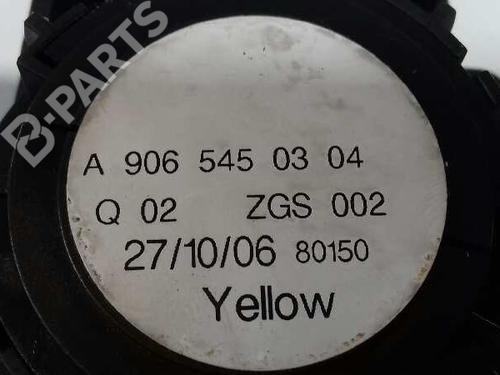 B-PARTS
A 906 545 03 04
Q 02 ZGS 002
27/10/06 80150
Yellow